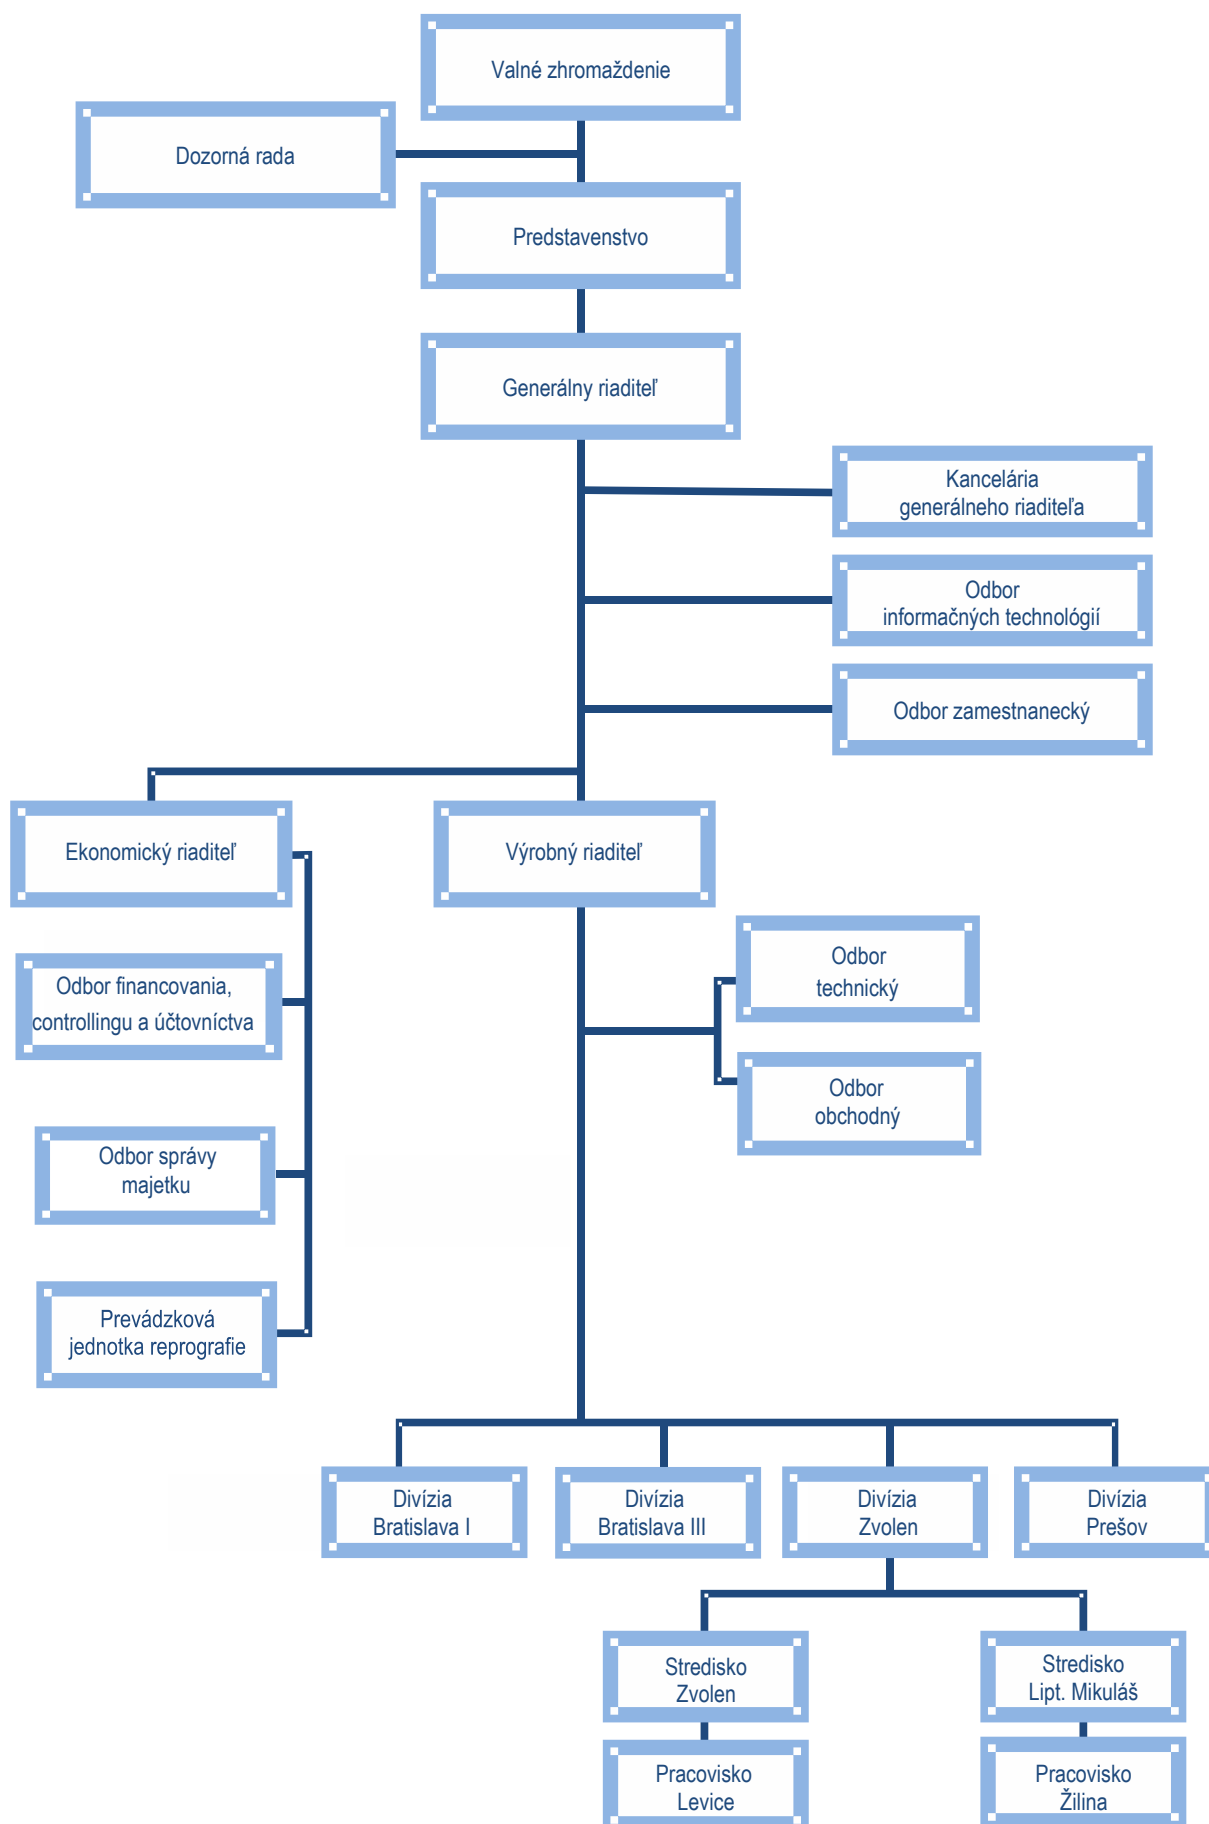 Valné zhromaždenie
Dozorná rada
Predstavenstvo
Generálny riaditeľ
Kancelária
generálneho riaditeľa
Odbor
informačných technológií
Odbor zamestnanecký
Ekonomický riaditeľ
Výrobný riaditeľ
Odbor financovania,
controllingu a účtovníctva
Odbor
technický
Odbor
obchodný
Odbor správy
majetku
Prevádzková
jednotka reprografie
Divízia
Bratislava I
Divízia
Bratislava III
Divízia
Zvolen
Divízia
Prešov
Stredisko
Zvolen
Stredisko
Lipt. Mikuláš
Pracovisko
Levice
Pracovisko
Žilina